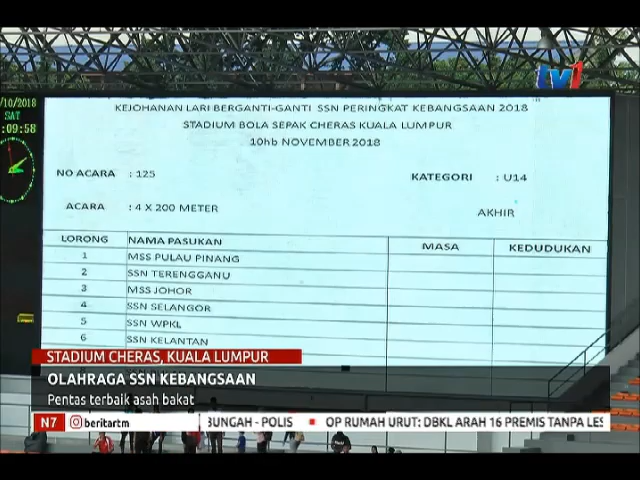 tv1
/10/2018
SAT
:09:58
KEJOHANAN LARI BERGANTI-GANTI SSN PERINGKAT KEBANGSAAN 2018
STADIUM BOLA SEPAK CHERAS KUALA LUMPUR
10hb NOVEMBER 2018
NO ACARA : 125
KATEGORI : U14
ACARA : 4 X 200 METER
AKHIR
LORONG NAMA PASUKAN MASA KEDUDUKAN
1 MSS PULAU PINANG
2 SSN TERENGGANU
3 MSS JOHOR
4 SSN SELANGOR
5 SSN WPKL
6 SSN KELANTAN
STADIUM CHERAS, KUALA LUMPUR
OLAHRAGA SSN KEBANGSAAN
Pentas terbaik asah bakat
N7 beritartm BUNGAH - POLIS OP RUMAH URUT: DBKL ARAH 16 PREMIS TANPA LES